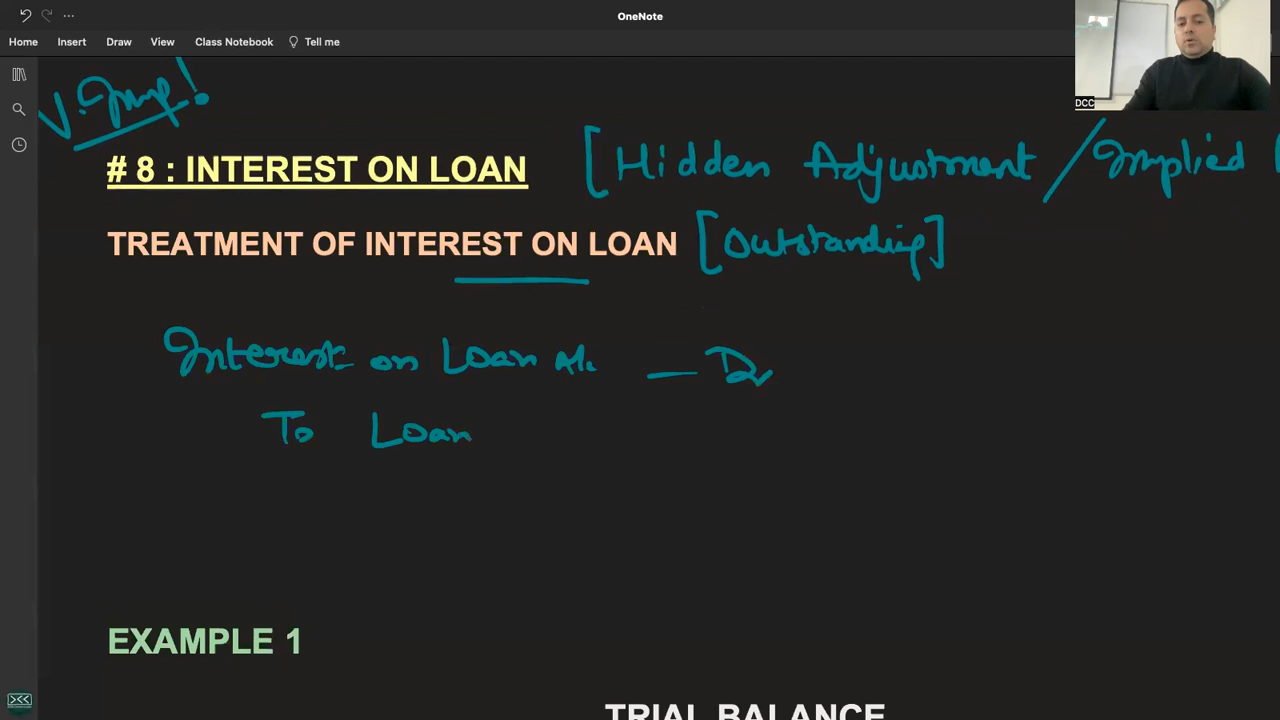 OneNote
Home Insert Draw View Class Notebook Tell me
DCC
V. Imp!
# 8 : INTEREST ON LOAN [Hidden Adjustment / Implied
TREATMENT OF INTEREST ON LOAN [Outstanding]
Interest on Loan A/c — Dr
To Loan
EXAMPLE 1
TRIAL BALANCE